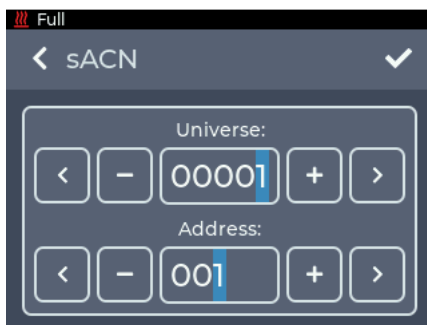 Full
sACN
Universe:
< - 00001 + >
Address:
< - 001 + >